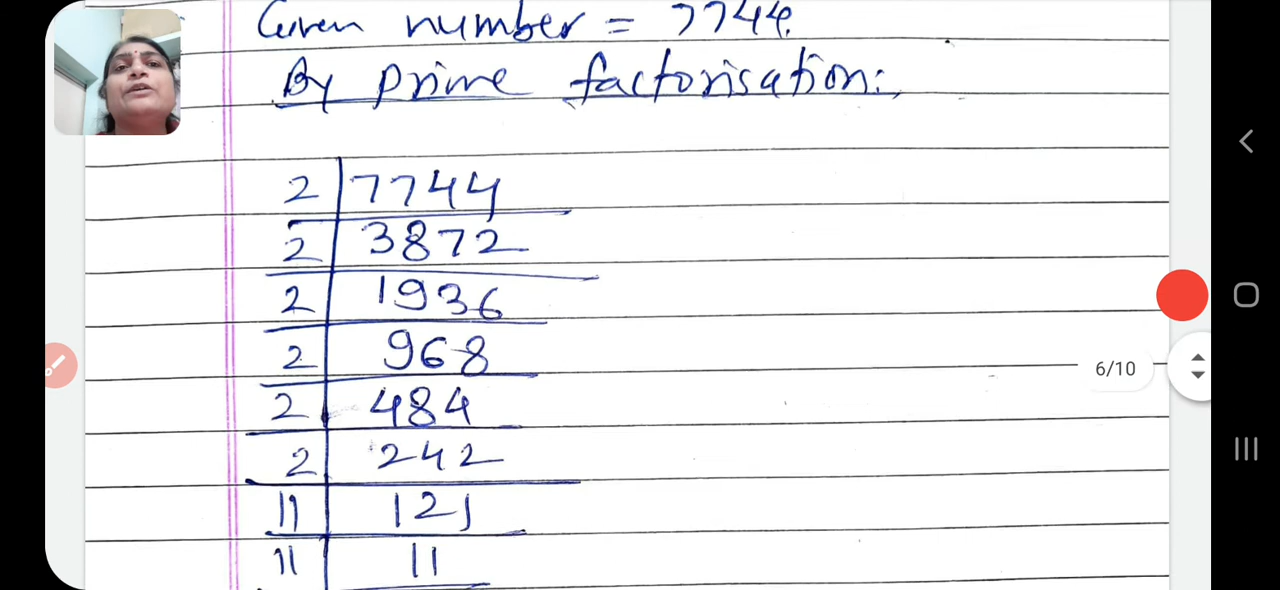 Given number = 7744.
By prime factorisation:
2 | 7744
2 | 3872
2 | 1936
2 | 968
2 | 484
2 | 242
11 | 121
11 | 11
6/10